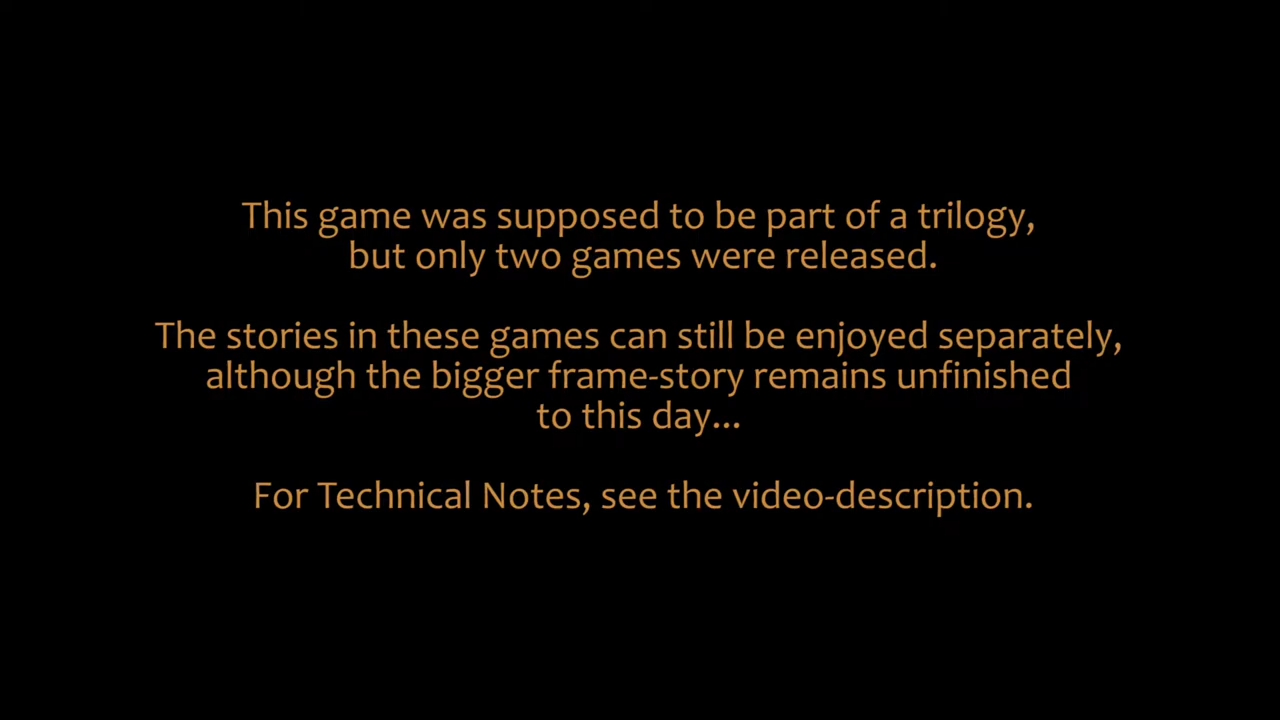 This game was supposed to be part of a trilogy,
but only two games were released.
The stories in these games can still be enjoyed separately,
although the bigger frame-story remains unfinished
to this day...
For Technical Notes, see the video-description.